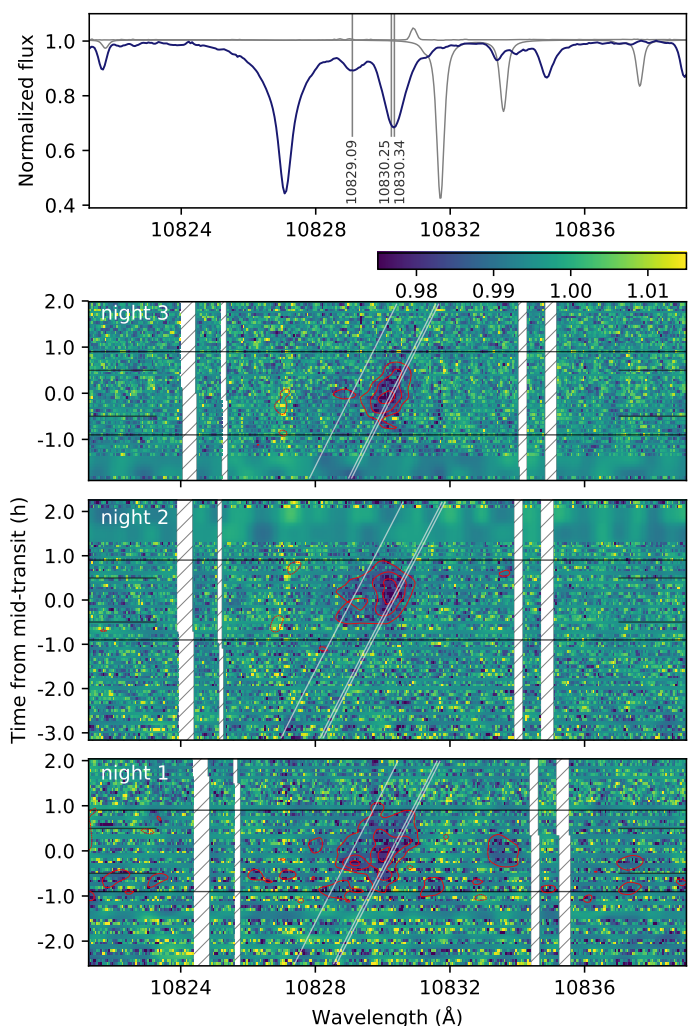 Normalized flux
1.0
0.8
0.6
0.4
10829.09
10830.25
10830.34
10824 10828 10832 10836
0.98 0.99 1.00 1.01
night 3
2.0
1.0
0.0
-1.0
night 2
2.0
1.0
0.0
-1.0
-2.0
-3.0
Time from mid-transit (h)
night 1
2.0
1.0
0.0
-1.0
-2.0
10824 10828 10832 10836
Wavelength (Å)